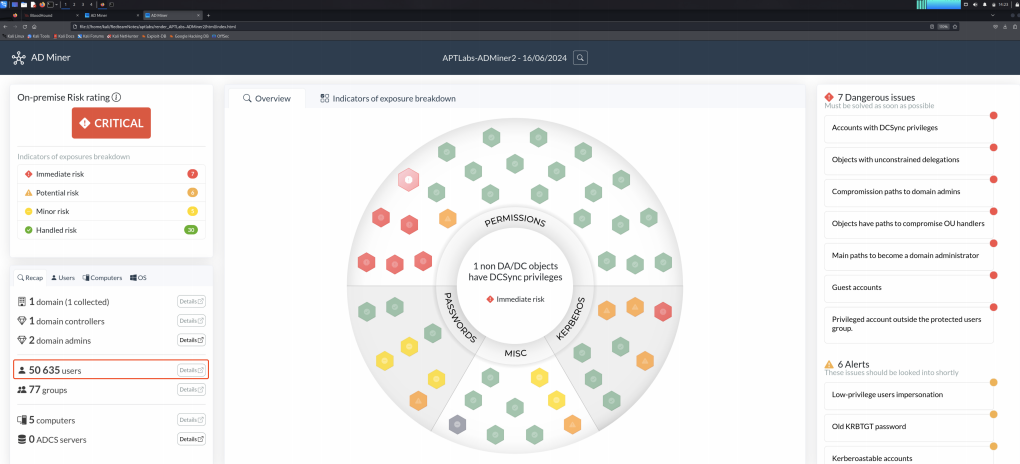 BloodHound
AD Miner
AD Miner
file:///home/kali/RedteamNotes/aptlabs/render_APTLabs-ADMiner2/html/index.html
Kali Linux
Kali Tools
Kali Docs
Kali Forums
Kali NetHunter
Exploit-DB
Google Hacking DB
OffSec
14:23
AD Miner
APTLabs-ADMiner2 - 16/06/2024
On-premise Risk rating
CRITICAL
Indicators of exposures breakdown
Immediate risk 7
Potential risk 6
Minor risk
Handled risk 30
Recap Users Computers OS
1 domain (1 collected) Details
1 domain controllers Details
2 domain admins Details
50 635 users Details
77 groups Details
5 computers Details
0 ADCS servers Details
Overview
Indicators of exposure breakdown
PERMISSIONS
1 non DA/DC objects
have DCSync privileges
Immediate risk
PASSWORDS
KERBEROS
MISC
7 Dangerous issues
Must be solved as soon as possible
Accounts with DCSync privileges
Objects with unconstrained delegations
Compromission paths to domain admins
Objects have paths to compromise OU handlers
Main paths to become a domain administrator
Guest accounts
Privileged account outside the protected users
group.
6 Alerts
These issues should be looked into shortly
Low-privilege users impersonation
Old KRBTGT password
Kerberoastable accounts